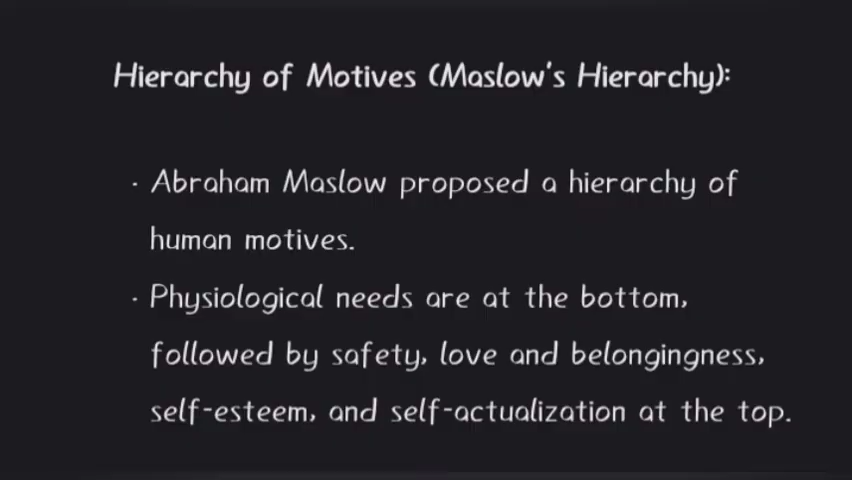 Hierarchy of Motives (Maslow's Hierarchy):
· Abraham Maslow proposed a hierarchy of
human motives.
· Physiological needs are at the bottom,
followed by safety, love and belongingness,
self-esteem, and self-actualization at the top.